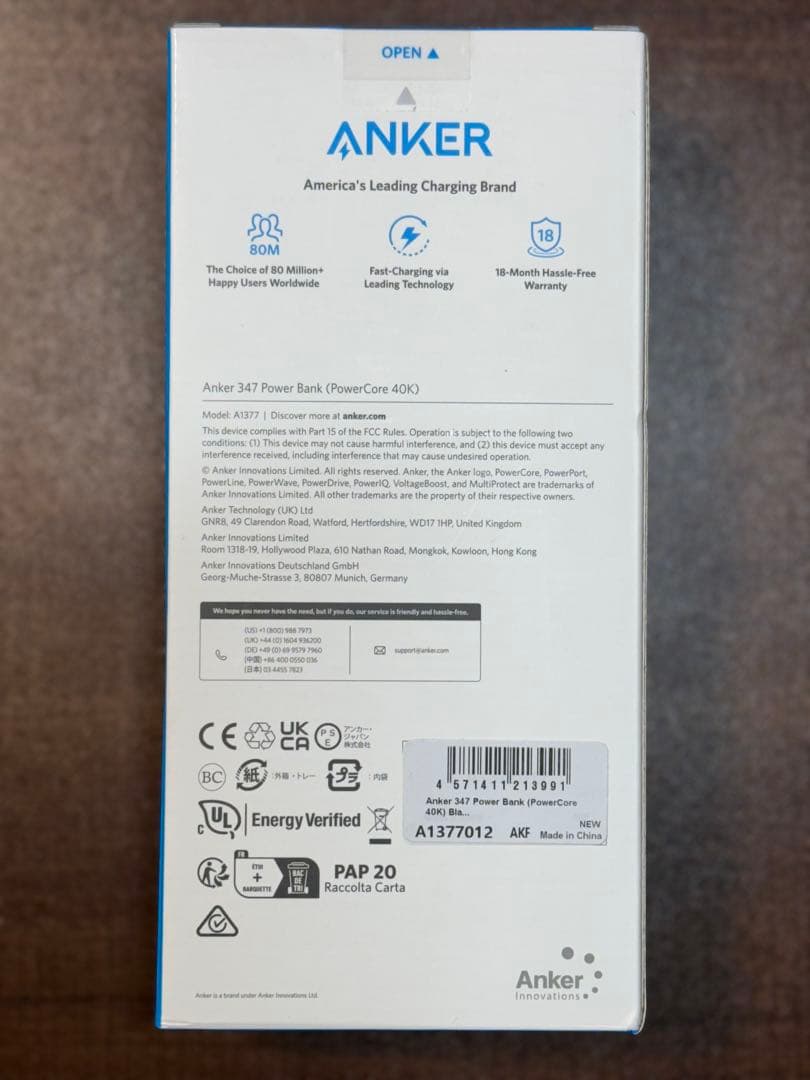 OPEN ▲
ANKER
America's Leading Charging Brand
80M
18
The Choice of 80 Million+
Happy Users Worldwide
Fast-Charging via
Leading Technology
18-Month Hassle-Free
Warranty
Anker 347 Power Bank (PowerCore 40K)
Model: A1377 | Discover more at anker.com
This device complies with Part 15 of the FCC Rules. Operation is subject to the following two
conditions: (1) This device may not cause harmful interference, and (2) this device must accept any
interference received, including interference that may cause undesired operation.
© Anker Innovations Limited. All rights reserved. Anker, the Anker logo, PowerCore, PowerPort,
PowerLine, PowerWave, PowerDrive, PowerIQ, VoltageBoost, and MultiProtect are trademarks of
Anker Innovations Limited. All other trademarks are the property of their respective owners.
Anker Technology (UK) Ltd
GNR8, 49 Clarendon Road, Watford, Hertfordshire, WD17 1HP, United Kingdom
Anker Innovations Limited
Room 1318-19, Hollywood Plaza, 610 Nathan Road, Mongkok, Kowloon, Hong Kong
Anker Innovations Deutschland GmbH
Georg-Muche-Strasse 3, 80807 Munich, Germany
We hope you never have the need, but if you do, our service is friendly and hassle-free.
(US) +1 (800) 988 7973
(UK) +44 (0) 1604 936200
(DE) +49 (0) 69 9579 7960
(中国) +86 400 0550 036
(日本) 03 4455 7823
support@anker.com
CE
UK
CA
PSE
アンカー・
ジャパン
株式会社
BC
紙
:外箱・トレー
プラ
:内袋
c UL
Energy Verified
4 571411 213991
Anker 347 Power Bank (PowerCore
40K) Bla...
NEW
A1377012 AKF Made in China
FR
ÉTUI
+
BARQUETTE
BAC
DE
TRI
PAP 20
Raccolta Carta
Anker
Innovations
Anker is a brand under Anker Innovations Ltd.